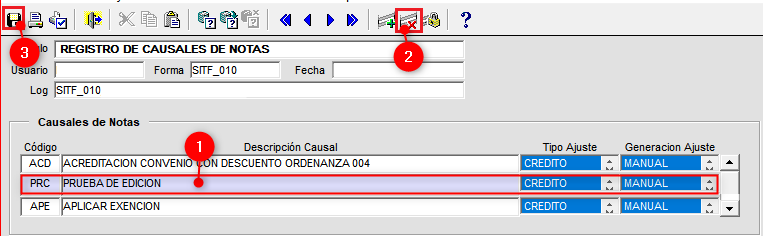 3
2
lo REGISTRO DE CAUSALES DE NOTAS
Usuario Forma SITF_010 Fecha
Log SITF_010
Causales de Notas
1
Código Descripción Causal Tipo Ajuste Generacion Ajuste
ACD ACREDITACION CONVENIO CON DESCUENTO ORDENANZA 004 CREDITO MANUAL
PRC PRUEBA DE EDICION CREDITO MANUAL
APE APLICAR EXENCION CREDITO MANUAL